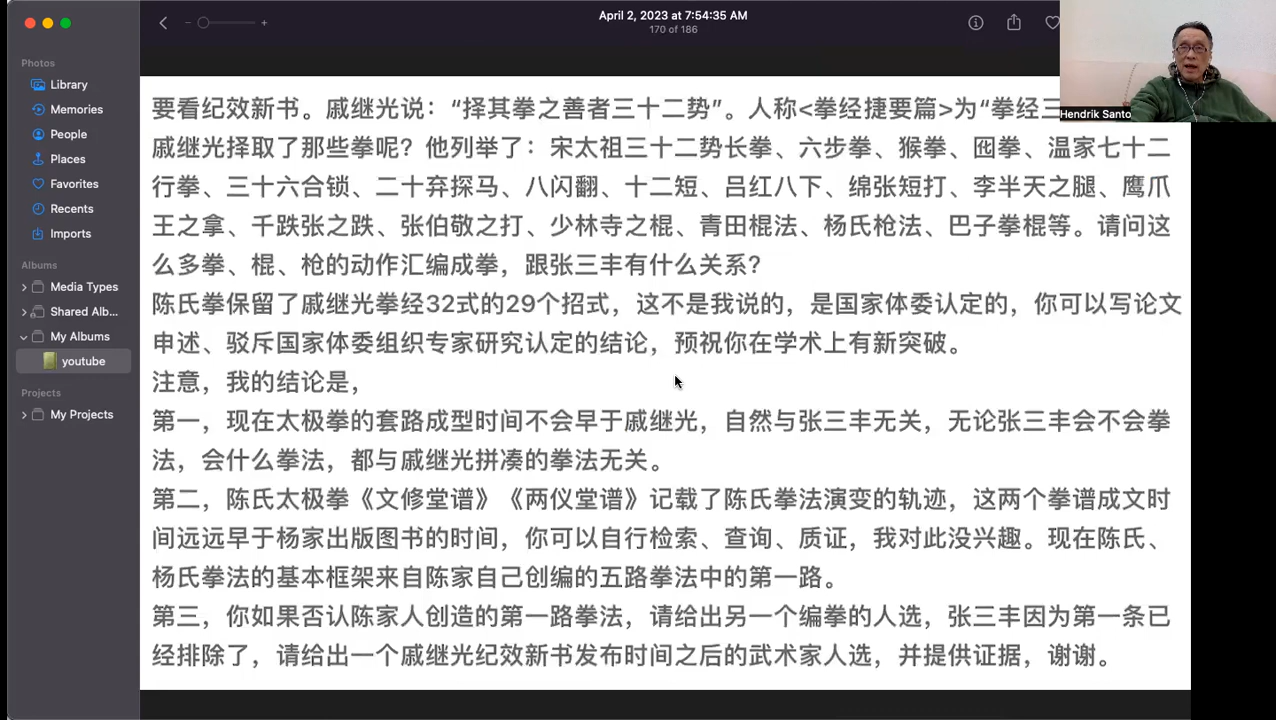 April 2, 2023 at 7:54:35 AM
170 of 186
Photos
Library
Memories
People
Places
Favorites
Recents
Imports
Albums
Media Types
Shared Alb...
My Albums
youtube
Projects
My Projects
Hendrik Santo
要看纪效新书。戚继光说：“择其拳之善者三十二势”。人称<拳经捷要篇>为“拳经三
戚继光择取了那些拳呢？他列举了：宋太祖三十二势长拳、六步拳、猴拳、囮拳、温家七十二
行拳、三十六合锁、二十弃探马、八闪翻、十二短、吕红八下、绵张短打、李半天之腿、鹰爪
王之拿、千跌张之跌、张伯敬之打、少林寺之棍、青田棍法、杨氏枪法、巴子拳棍等。请问这
么多拳、棍、枪的动作汇编成拳，跟张三丰有什么关系？
陈氏拳保留了戚继光拳经32式的29个招式，这不是我说的，是国家体委认定的，你可以写论文
申述、驳斥国家体委组织专家研究认定的结论，预祝你在学术上有新突破。
注意，我的结论是，
第一，现在太极拳的套路成型时间不会早于戚继光，自然与张三丰无关，无论张三丰会不会拳
法，会什么拳法，都与戚继光拼凑的拳法无关。
第二，陈氏太极拳《文修堂谱》《两仪堂谱》记载了陈氏拳法演变的轨迹，这两个拳谱成文时
间远远早于杨家出版图书的时间，你可以自行检索、查询、质证，我对此没兴趣。现在陈氏、
杨氏拳法的基本框架来自陈家自己创编的五路拳法中的第一路。
第三，你如果否认陈家人创造的第一路拳法，请给出另一个编拳的人选，张三丰因为第一条已
经排除了，请给出一个戚继光纪效新书发布时间之后的武术家人选，并提供证据，谢谢。